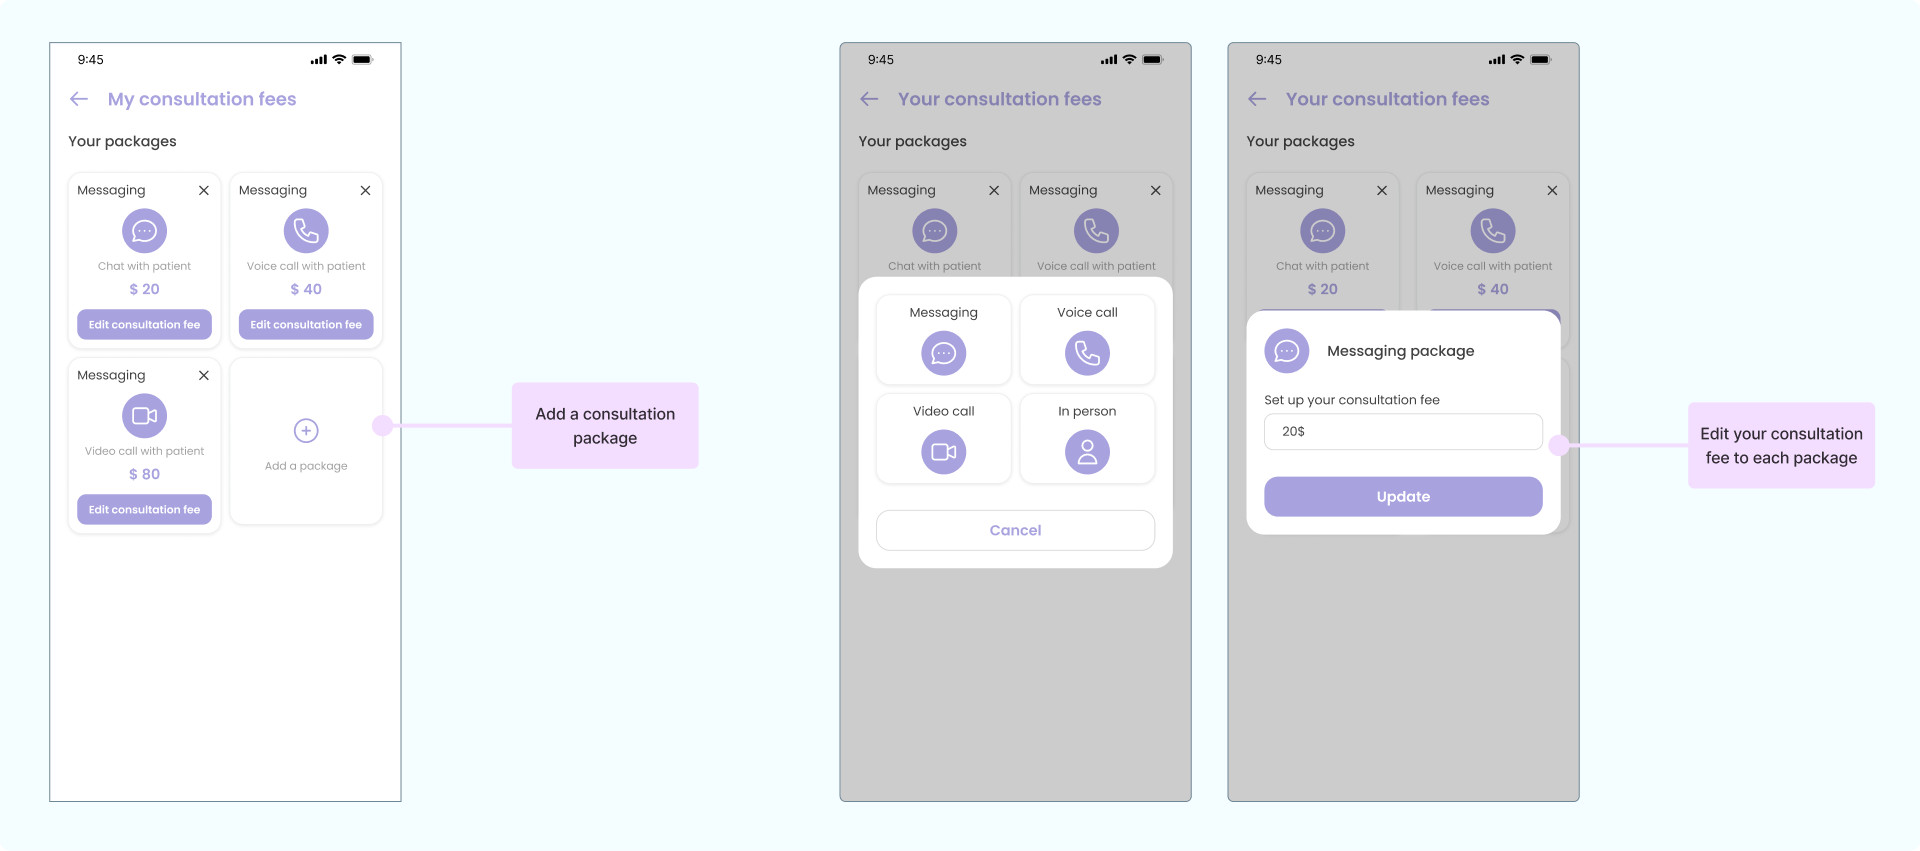 9:45
My consultation fees
Your packages
Messaging
Chat with patient
$ 20
Edit consultation fee
Messaging
Voice call with patient
$ 40
Edit consultation fee
Messaging
Video call with patient
$ 80
Edit consultation fee
Add a package
Add a consultation
package
9:45
Your consultation fees
Your packages
Messaging
Chat with patient
Messaging
Voice call with patient
Messaging
Voice call
Video call
In person
Cancel
9:45
Your consultation fees
Your packages
Messaging
Chat with patient
$ 20
Messaging
Voice call with patient
$ 40
Messaging package
Set up your consultation fee
20$
Update
Edit your consultation
fee to each package